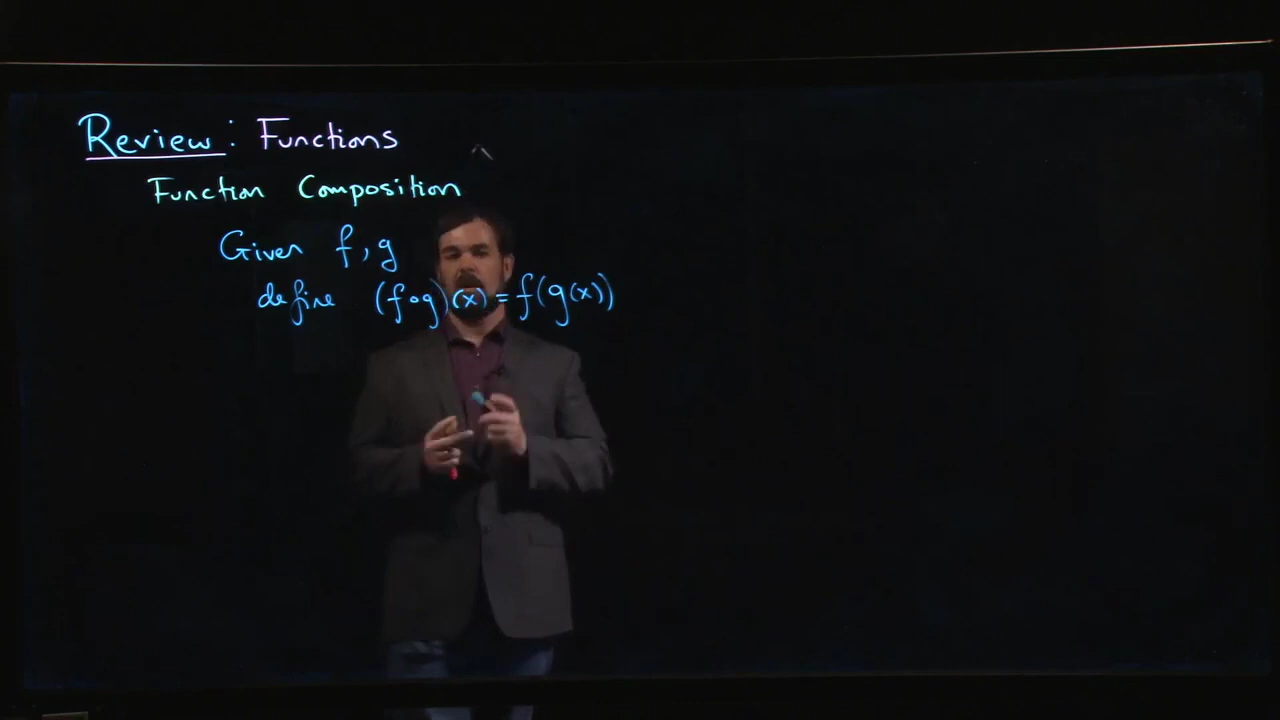 Review: Functions
Function Composition
Given f, g
define (f∘g)(x) = f(g(x))